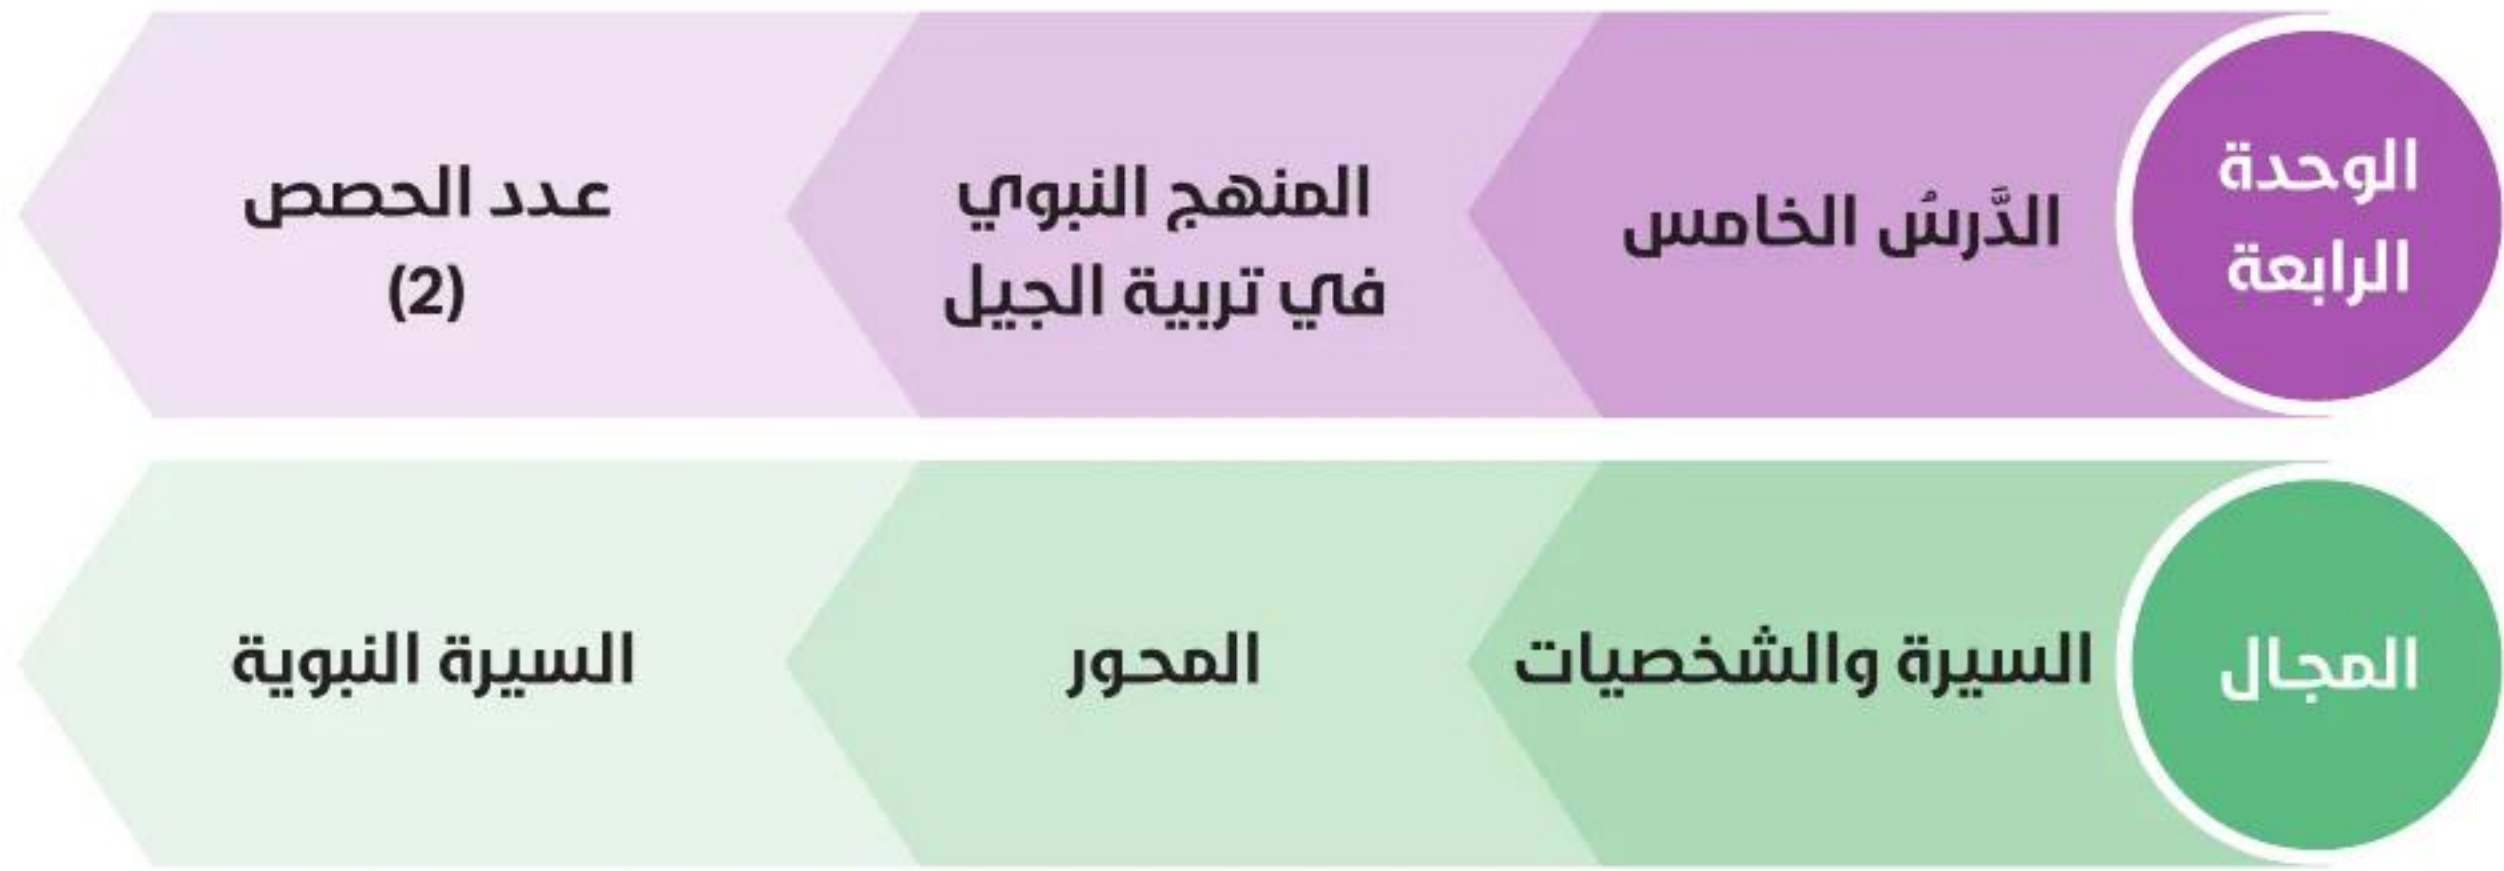 الوحدة
الرابعة
الدَّرسُ الخامس
المنهج النبوي
في تربية الجيل
عدد الحصص
(2)
المجال
السيرة والشخصيات
المحور
السيرة النبوية